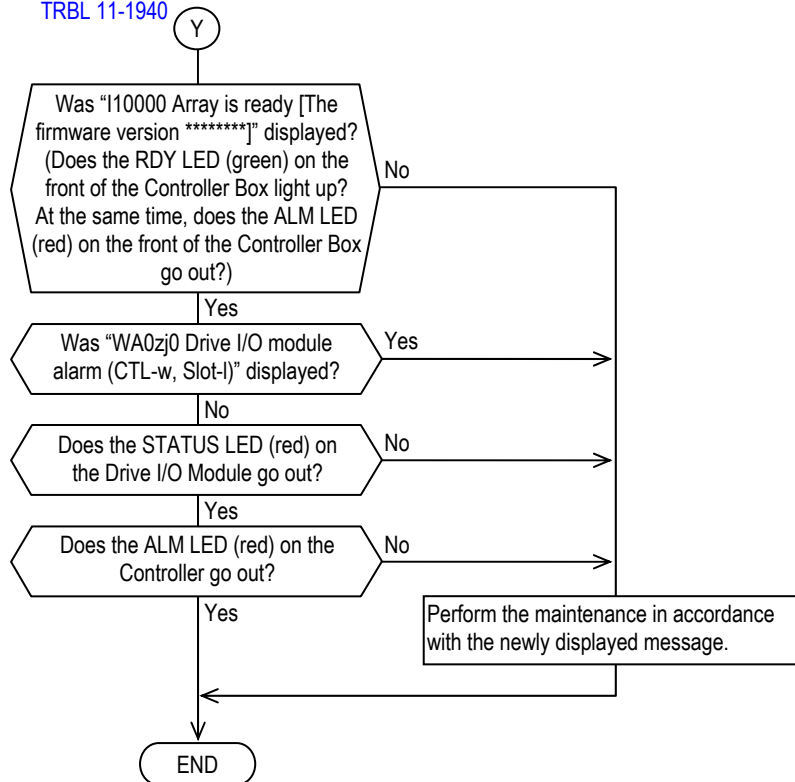 TRBL 11-1940
Y
Was “I10000 Array is ready [The
firmware version ********]” displayed?
(Does the RDY LED (green) on the
front of the Controller Box light up?
At the same time, does the ALM LED
(red) on the front of the Controller Box
go out?)
No
Yes
Was “WA0zj0 Drive I/O module
alarm (CTL-w, Slot-l)” displayed?
Yes
No
Does the STATUS LED (red) on
the Drive I/O Module go out?
No
Yes
Does the ALM LED (red) on the
Controller go out?
No
Yes
Perform the maintenance in accordance
with the newly displayed message.
END